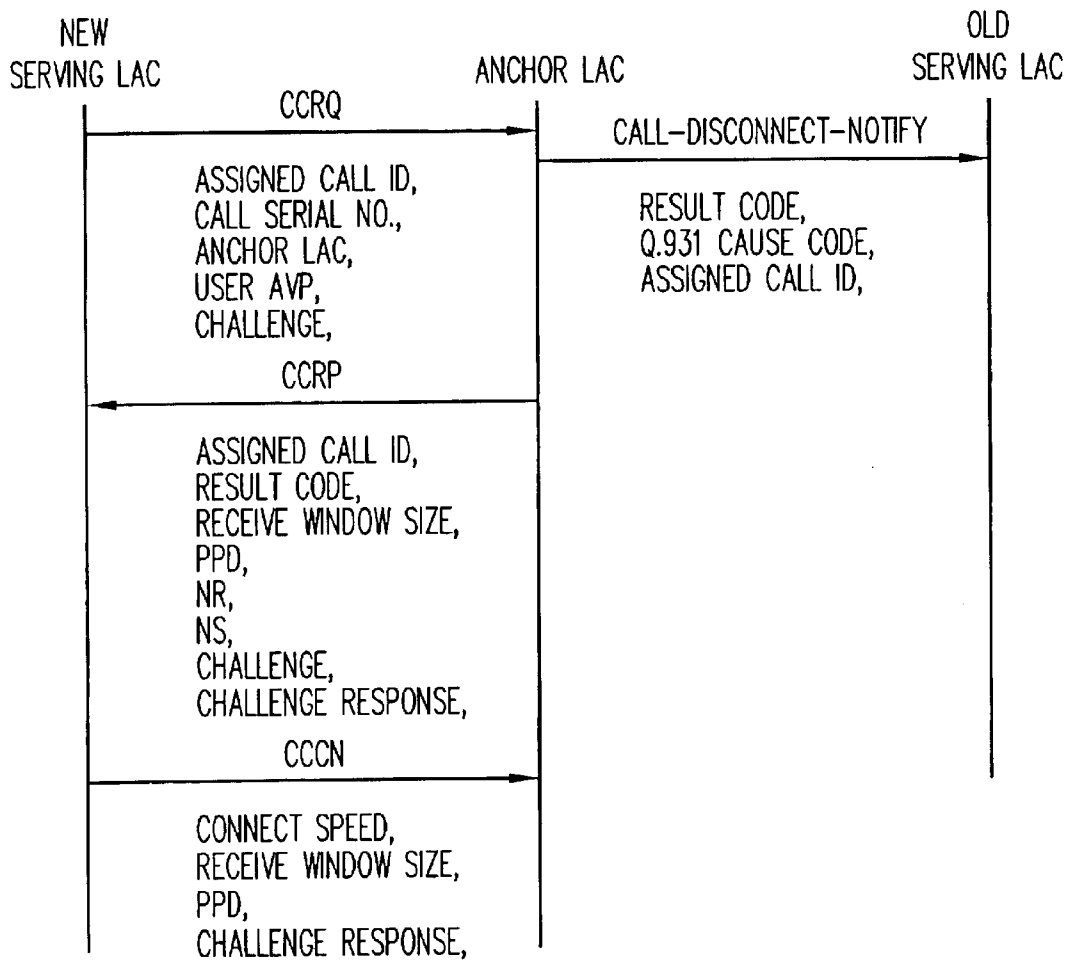 NEW
SERVING LAC
ANCHOR LAC
OLD
SERVING LAC
CCRQ
CALL-DISCONNECT-NOTIFY
ASSIGNED CALL ID,
CALL SERIAL NO.,
ANCHOR LAC,
USER AVP,
CHALLENGE,
RESULT CODE,
Q.931 CAUSE CODE,
ASSIGNED CALL ID,
CCRP
ASSIGNED CALL ID,
RESULT CODE,
RECEIVE WINDOW SIZE,
PPD,
NR,
NS,
CHALLENGE,
CHALLENGE RESPONSE,
CCCN
CONNECT SPEED,
RECEIVE WINDOW SIZE,
PPD,
CHALLENGE RESPONSE,